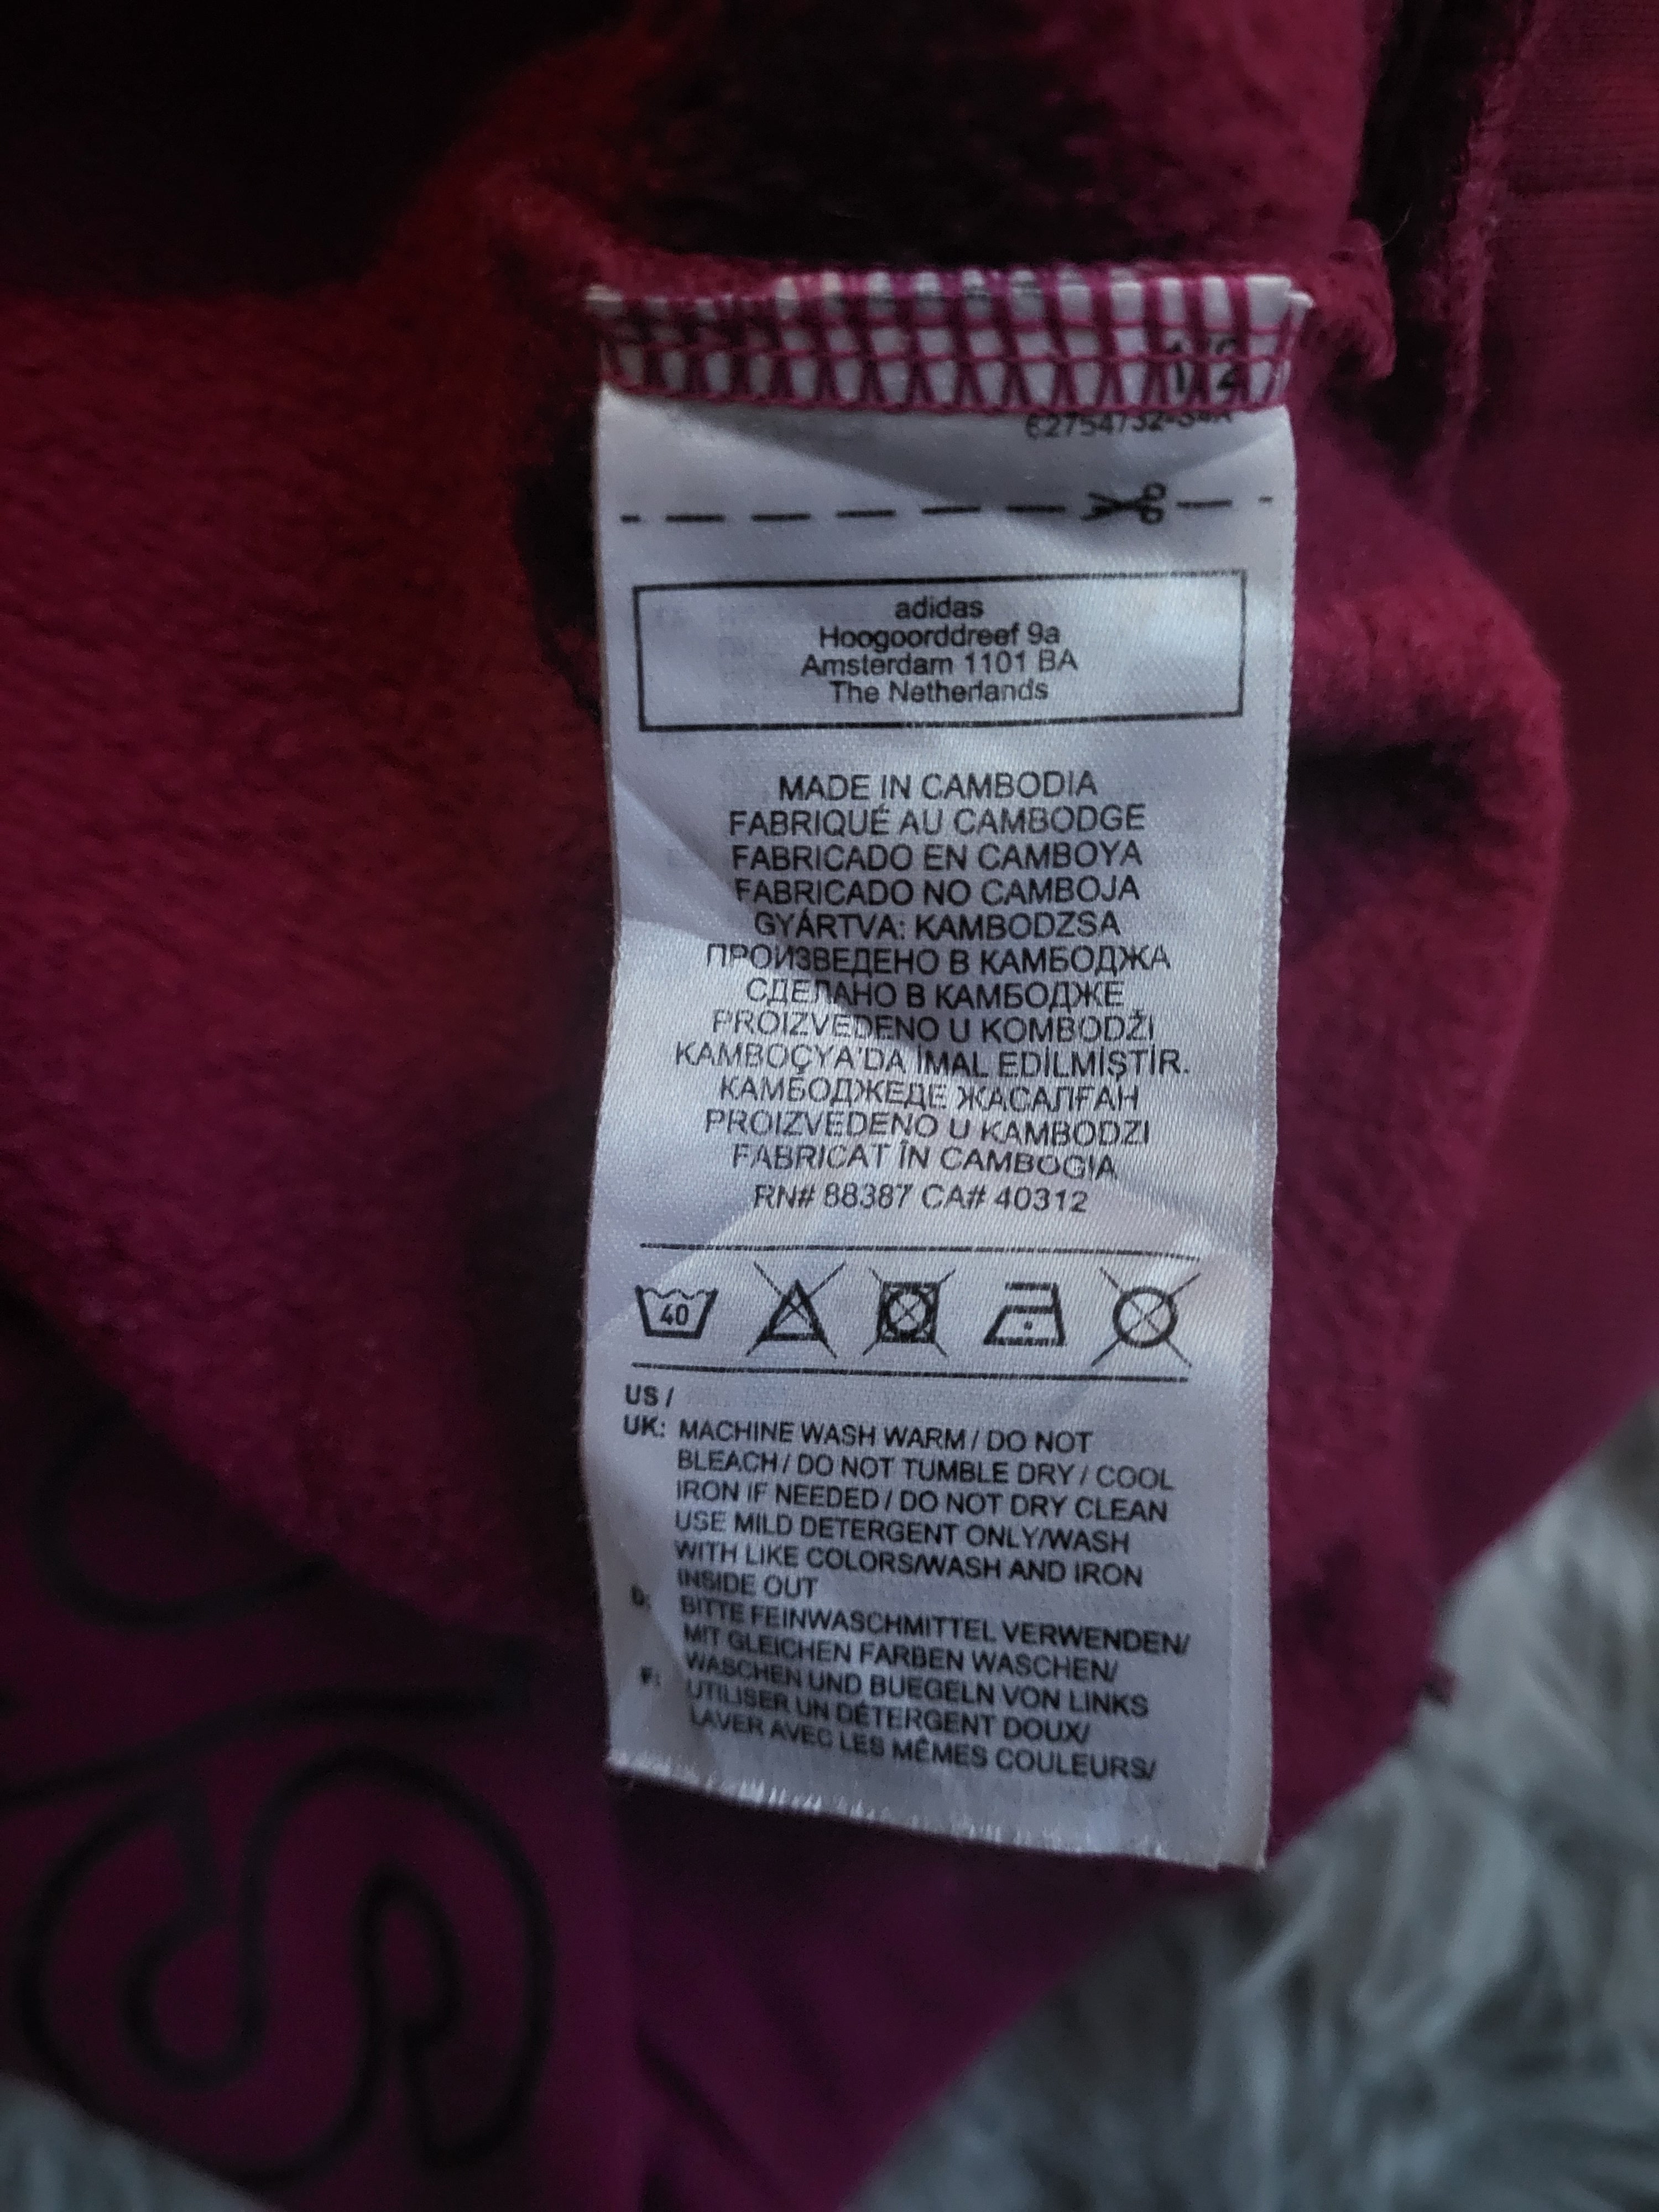 adidas
Hoogoorddreef 9a
Amsterdam 1101 BA
The Netherlands
MADE IN CAMBODIA
FABRIQUÉ AU CAMBODGE
FABRICADO EN CAMBOYA
FABRICADO NO CAMBOJA
GYÁRTVA: KAMBODZSA
ПРОИЗВЕДЕНО В КАМБОДЖА
СДЕЛАНО В КАМБОДЖЕ
PROIZVEDENO U KOMBODŽI
KAMBOÇYA'DA İMAL EDİLMİŞTİR.
КАМБОДЖЕДЕ ЖАСАЛҒАН
PROIZVEDENO U KAMBODZI
FABRICAT ÎN CAMBOGIA
RN# 88387 CA# 40312
40
US /
UK: MACHINE WASH WARM / DO NOT
BLEACH / DO NOT TUMBLE DRY / COOL
IRON IF NEEDED / DO NOT DRY CLEAN
USE MILD DETERGENT ONLY/WASH
WITH LIKE COLORS/WASH AND IRON
INSIDE OUT
D: BITTE FEINWASCHMITTEL VERWENDEN/
MIT GLEICHEN FARBEN WASCHEN/
WASCHEN UND BUEGELN VON LINKS
F: UTILISER UN DÉTERGENT DOUX/
LAVER AVEC LES MÊMES COULEURS/